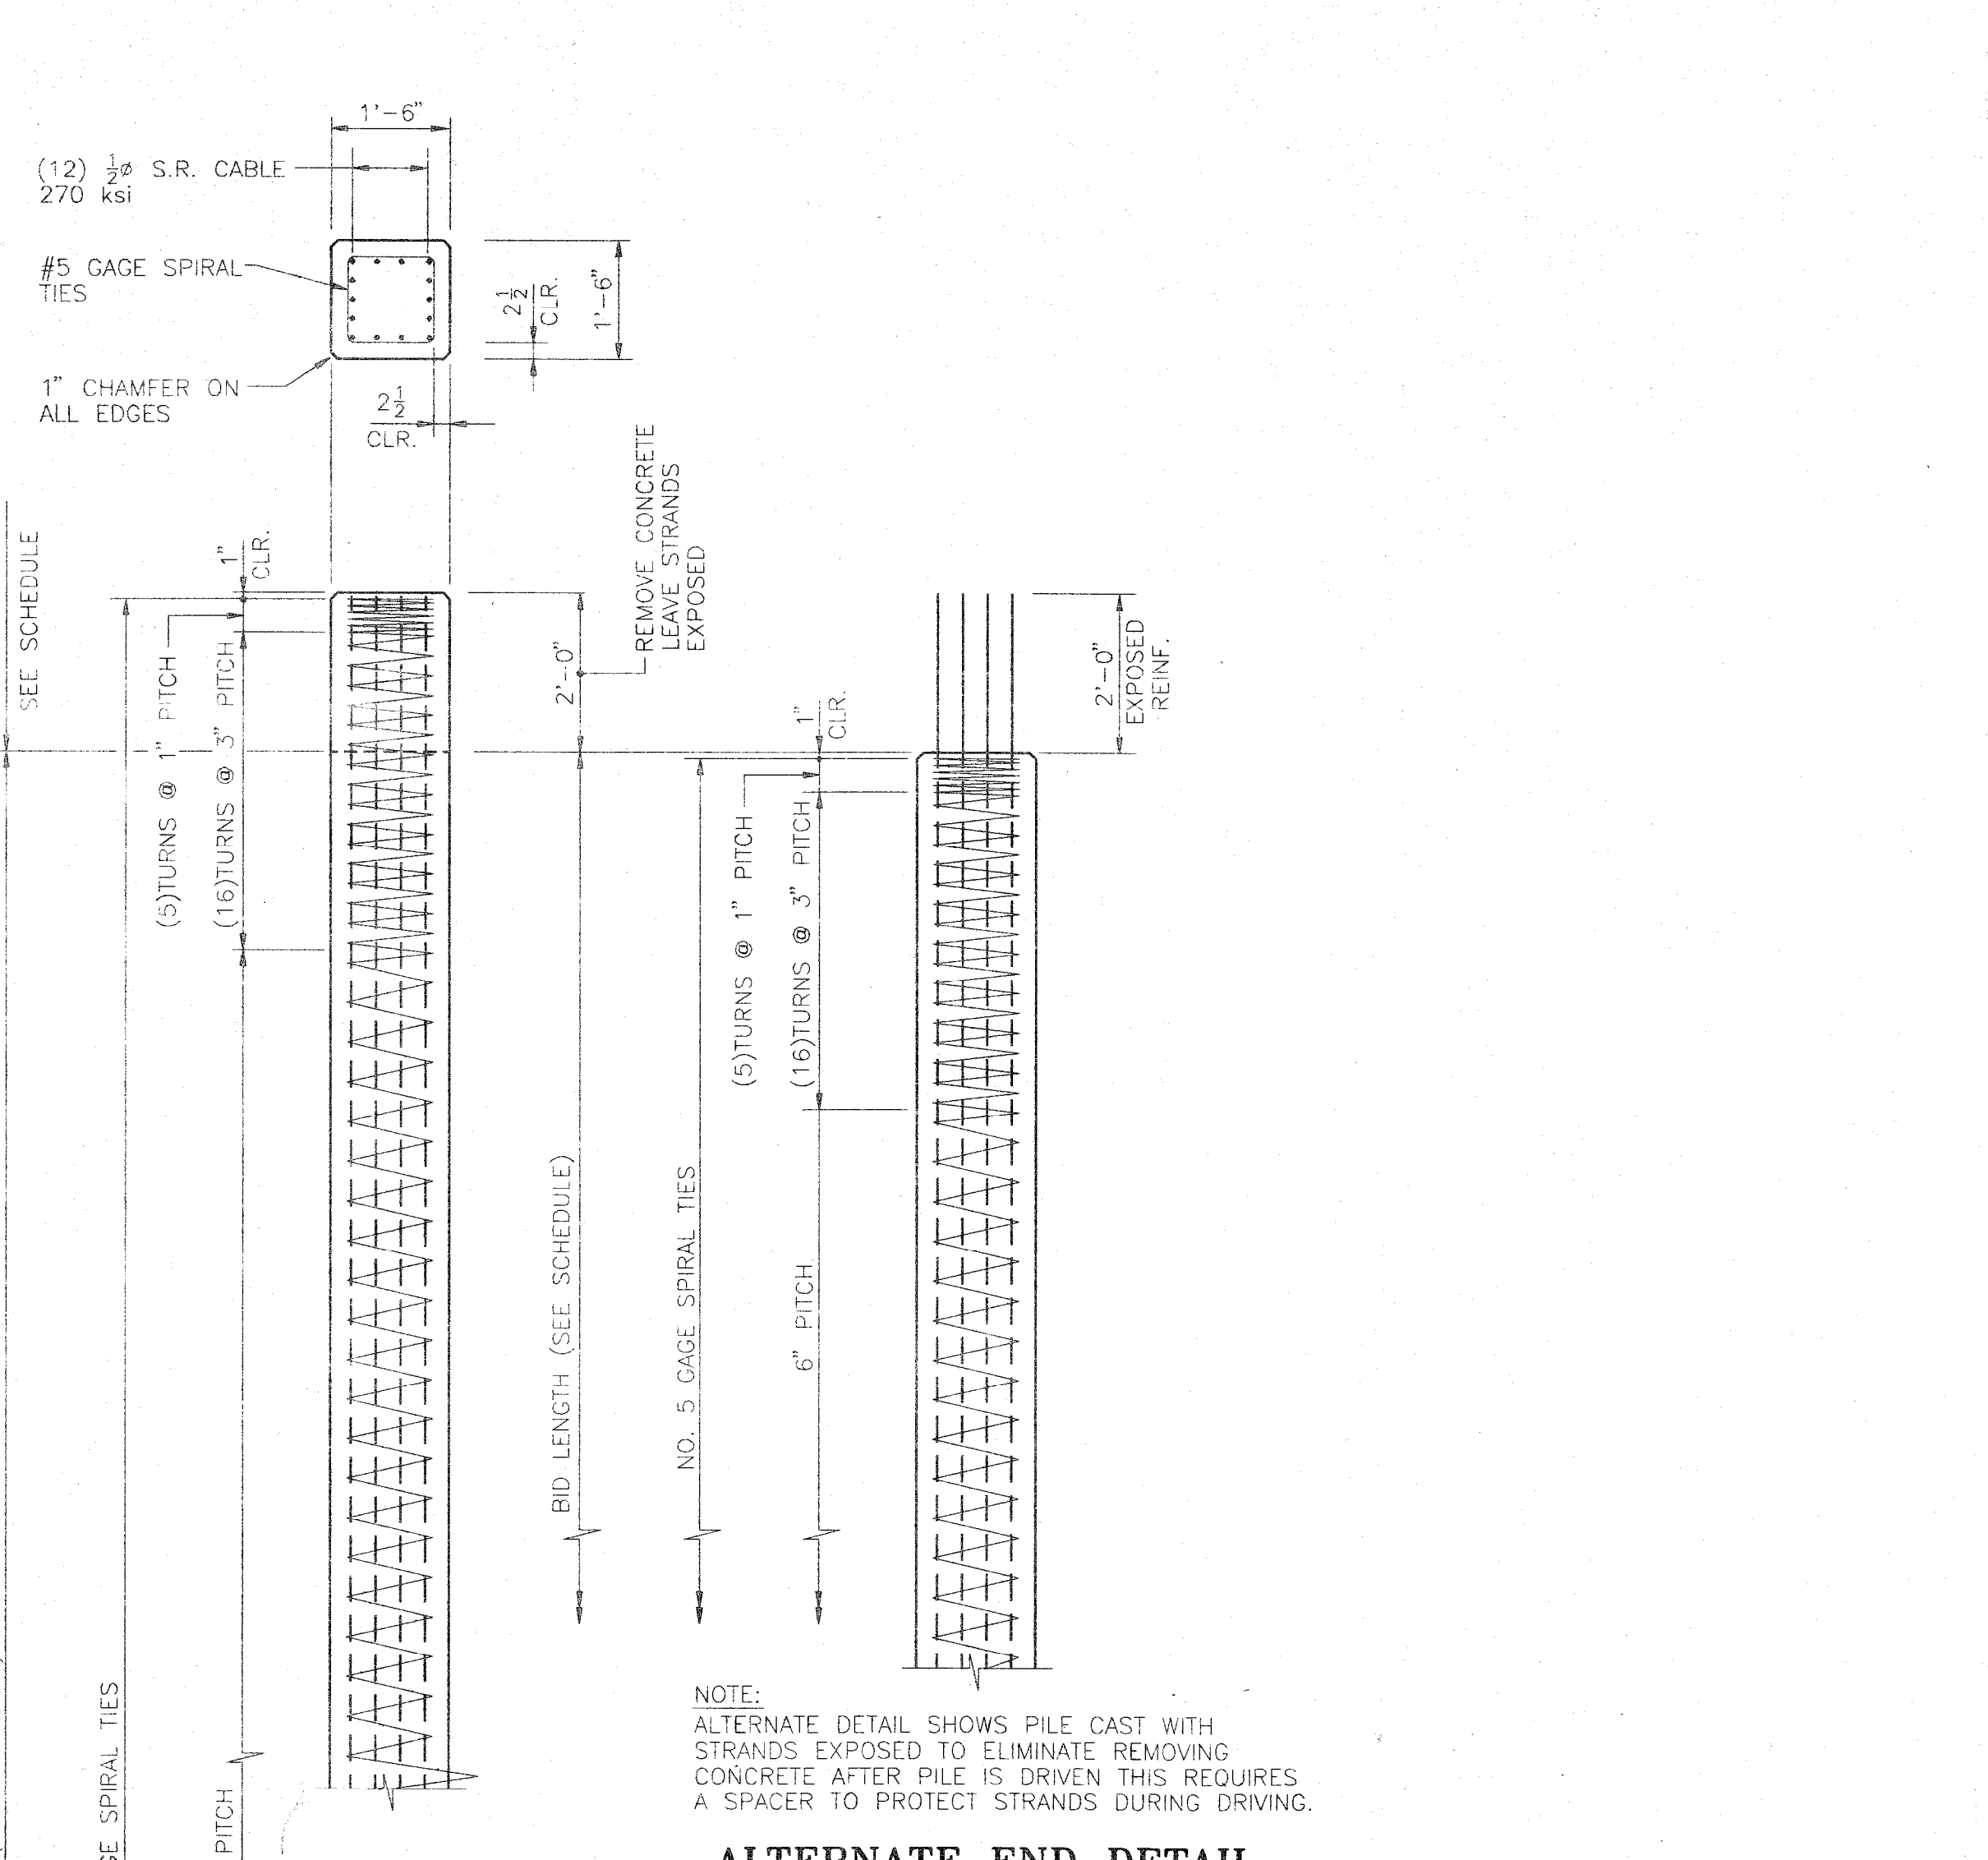 1'-6"
(12) ½ø S.R. CABLE
270 ksi
#5 GAGE SPIRAL
TIES
2½
CLR.
1'-6"
1" CHAMFER ON
ALL EDGES
2½
CLR.
REMOVE CONCRETE
LEAVE STRANDS
EXPOSED
SEE SCHEDULE
1"
CLR.
(5)TURNS @ 1" PITCH
(16)TURNS @ 3" PITCH
2'-0"
2'-0"
EXPOSED
REINF.
1"
CLR.
(5)TURNS @ 1" PITCH
(16)TURNS @ 3" PITCH
BID LENGTH (SEE SCHEDULE)
NO. 5 GAGE SPIRAL TIES
6" PITCH
SPIRAL TIES
PITCH
NOTE:
ALTERNATE DETAIL SHOWS PILE CAST WITH
STRANDS EXPOSED TO ELIMINATE REMOVING
CONCRETE AFTER PILE IS DRIVEN THIS REQUIRES
A SPACER TO PROTECT STRANDS DURING DRIVING.
ALTERNATE END DETAIL